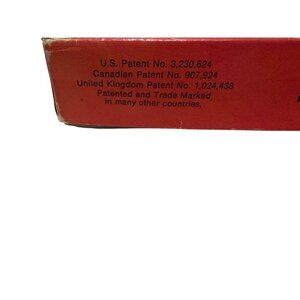 U.S. Patent No. 3,230,624
Canadian Patent No. 907,924
United Kingdom Patent No. 1,024,438
Patented and Trade Marked
in many other countries.